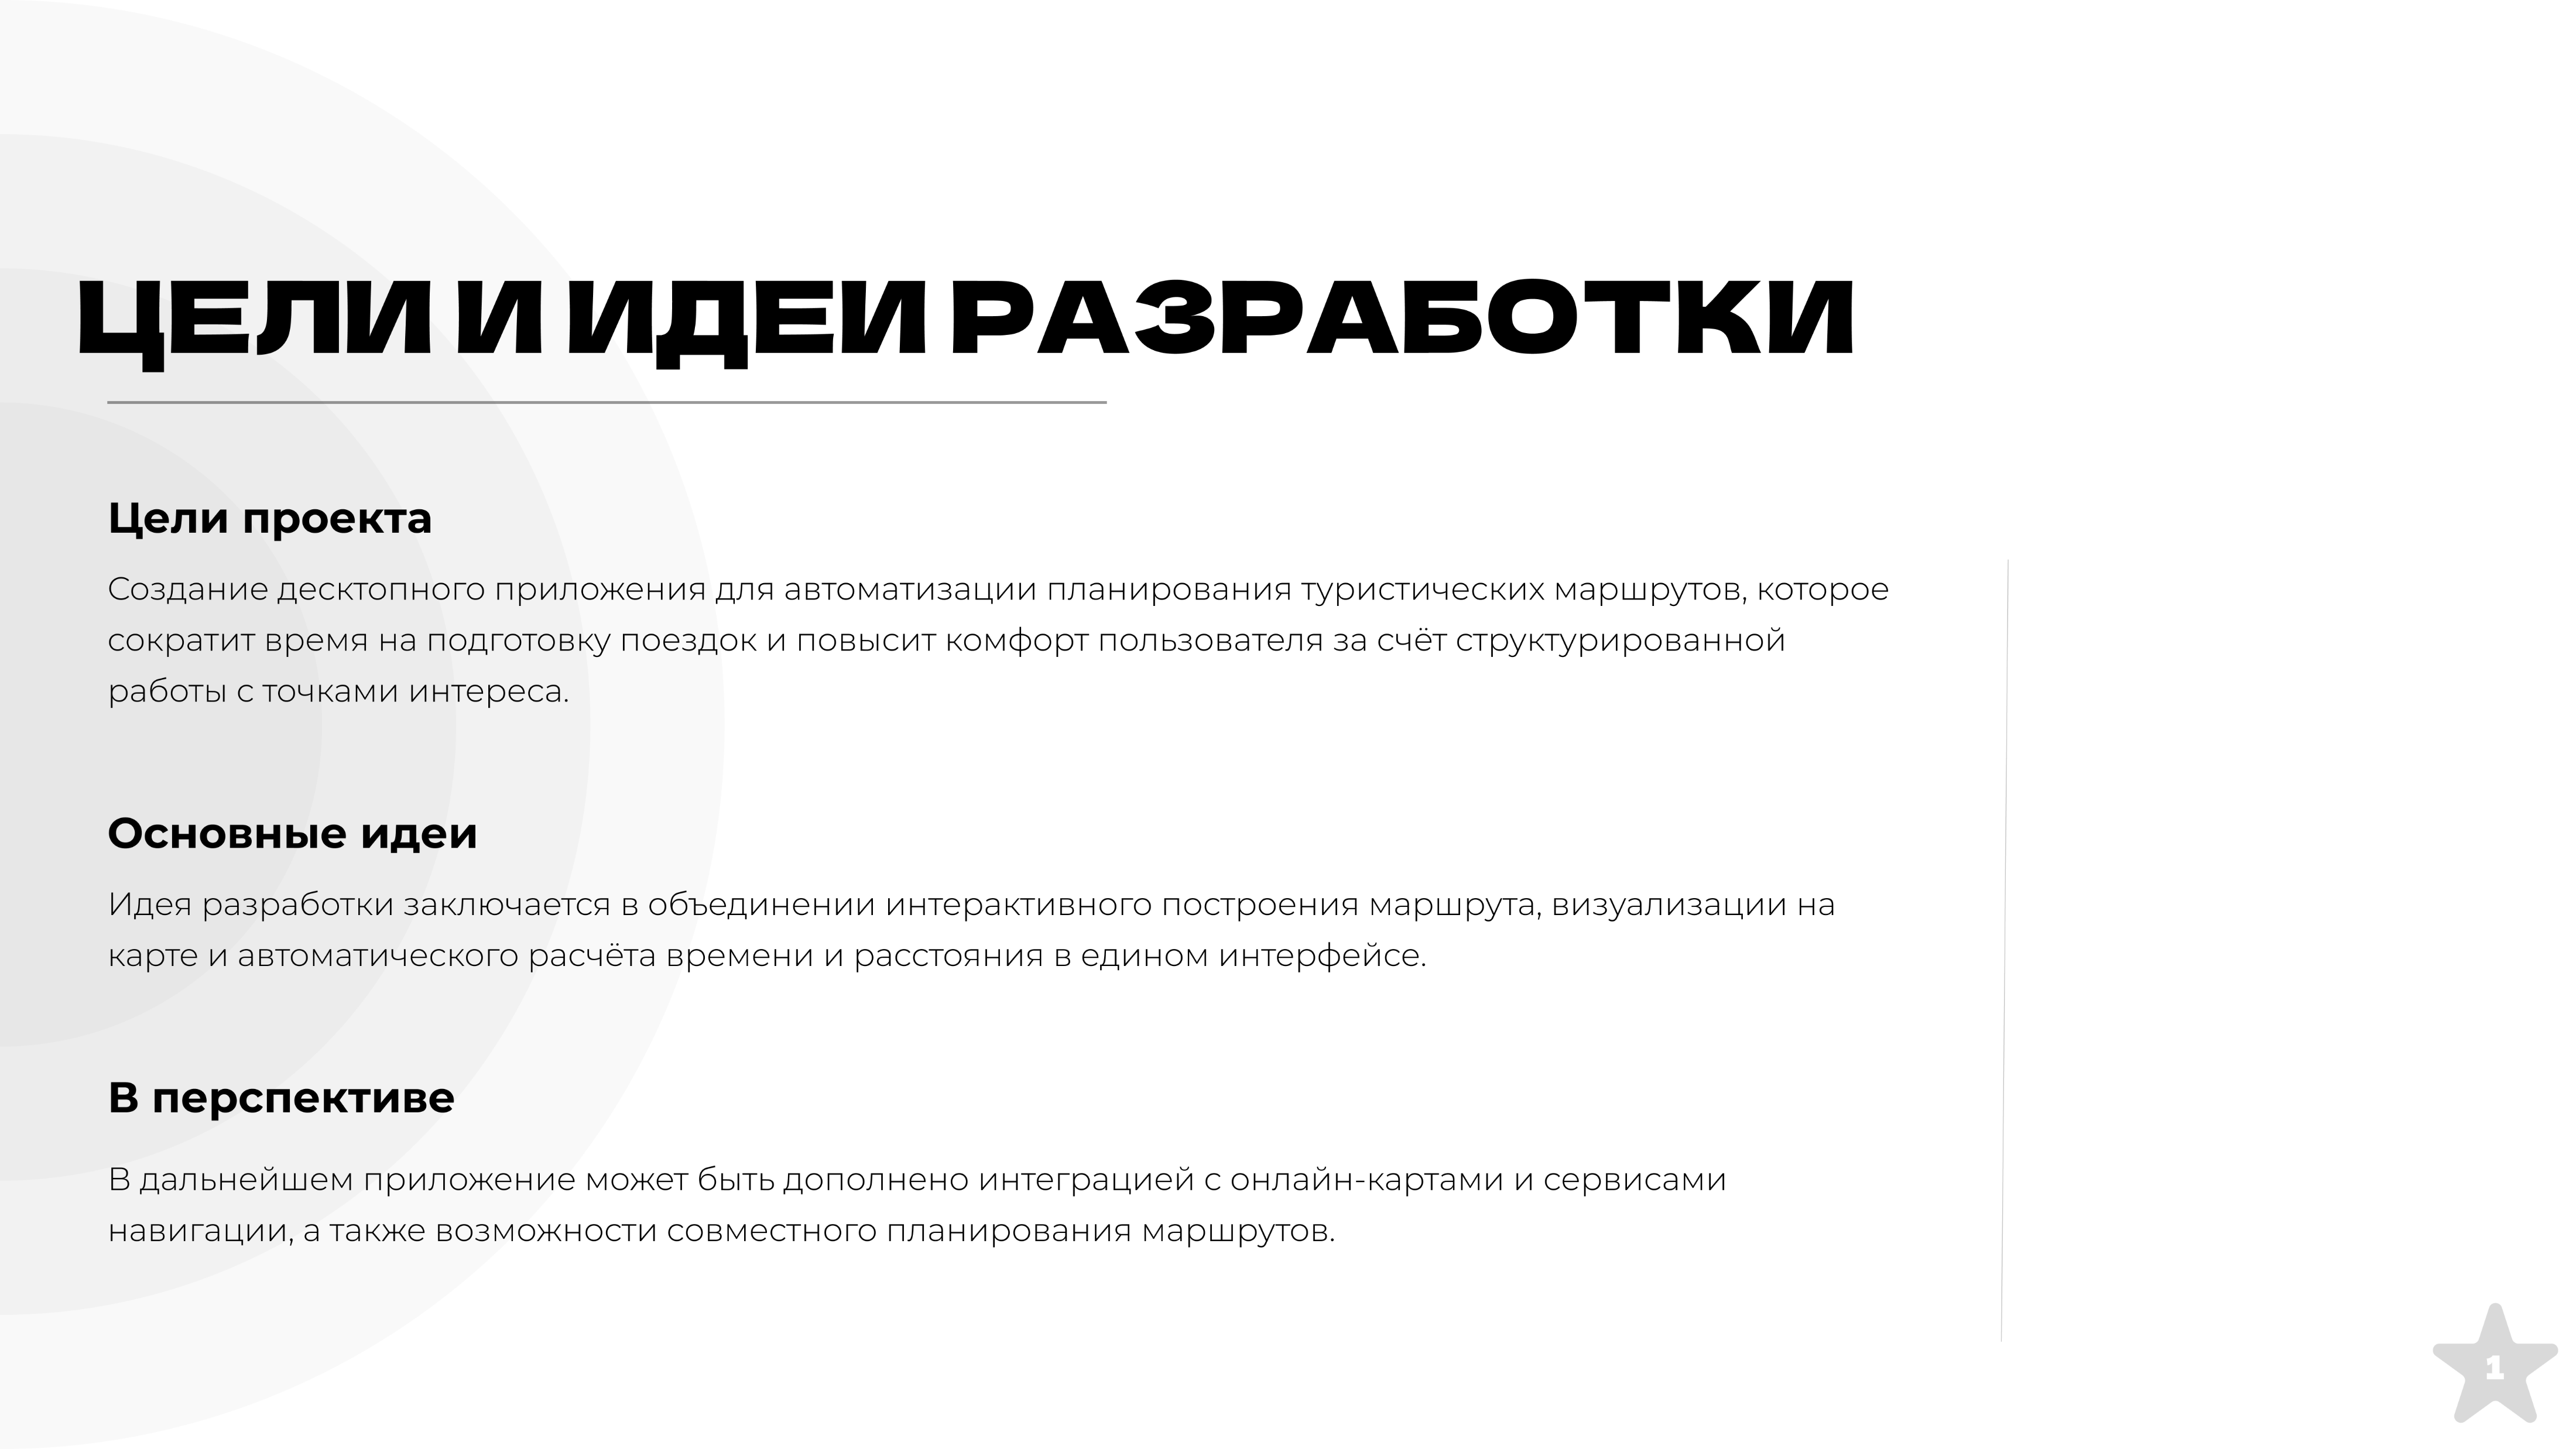 ЦЕЛИ И ИДЕИ РАЗРАБОТКИ
Цели проекта
Создание десктопного приложения для автоматизации планирования туристических маршрутов, которое
сократит время на подготовку поездок и повысит комфорт пользователя за счёт структурированной
работы с точками интереса.
Основные идеи
Идея разработки заключается в объединении интерактивного построения маршрута, визуализации на
карте и автоматического расчёта времени и расстояния в едином интерфейсе.
В перспективе
В дальнейшем приложение может быть дополнено интеграцией с онлайн-картами и сервисами
навигации, а также возможности совместного планирования маршрутов.
1